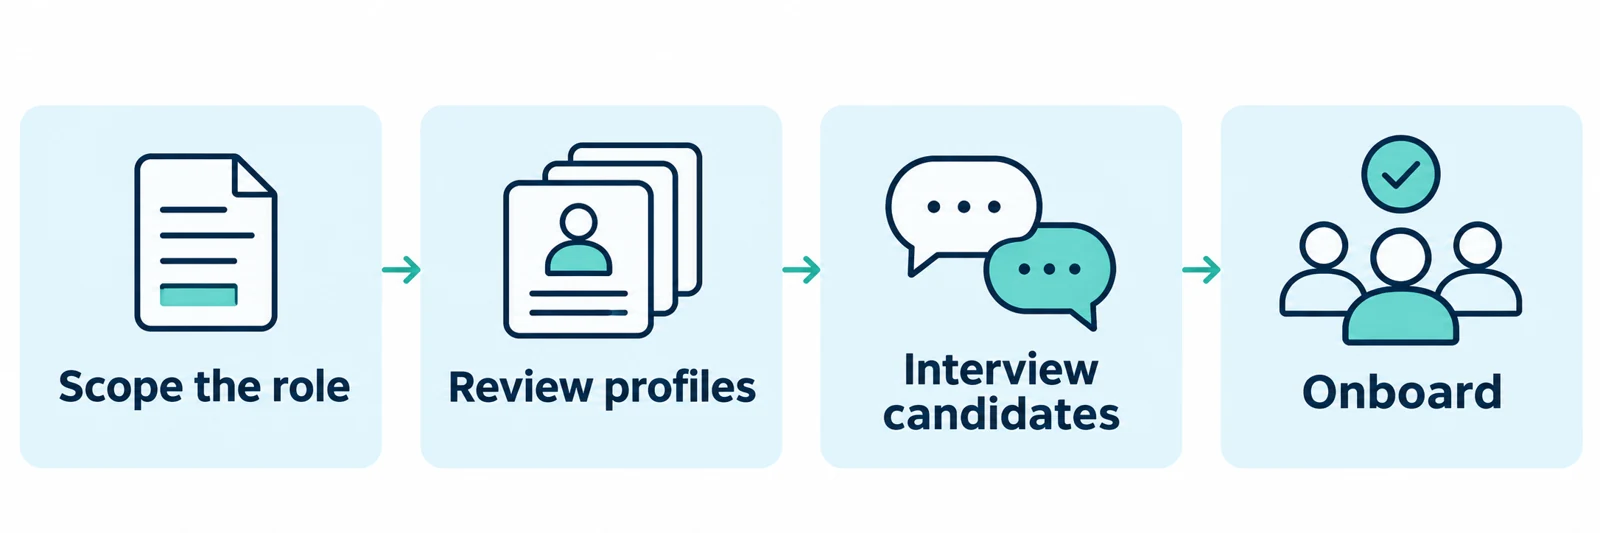 Scope the role
Review profiles
Interview
candidates
Onboard